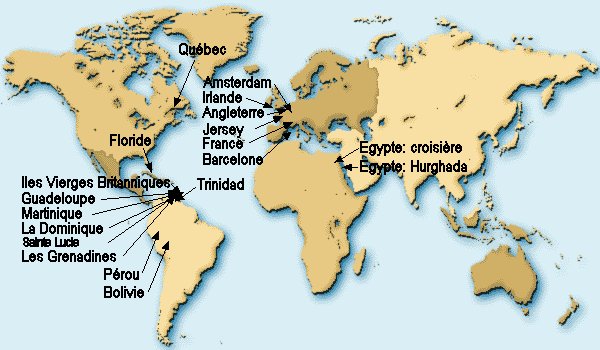 Québec
Amsterdam
Irlande
Angleterre
Jersey
France
Barcelone
Floride
Egypte: croisière
Egypte: Hurghada
Iles Vierges Britanniques
Trinidad
Guadeloupe
Martinique
La Dominique
Sainte Lucie
Les Grenadines
Pérou
Bolivie